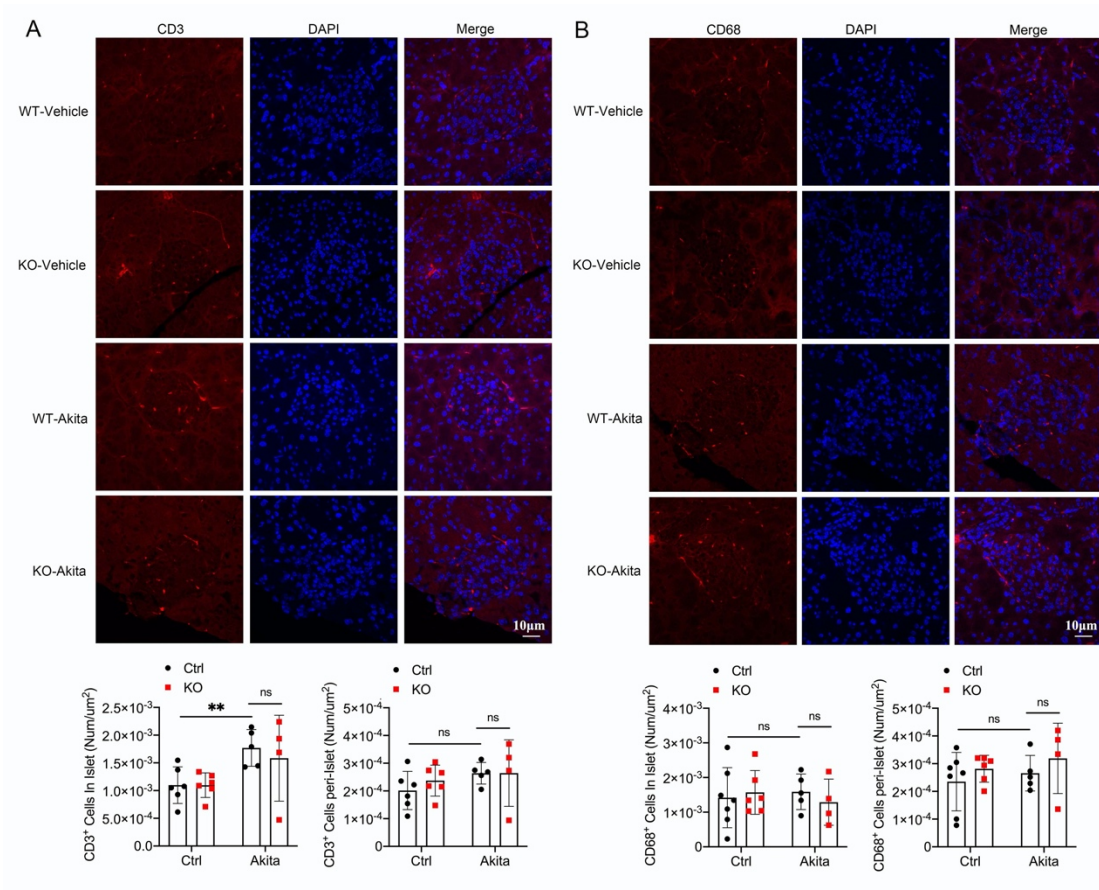 A
CD3 DAPI Merge
WT-Vehicle
KO-Vehicle
WT-Akita
KO-Akita
10μm
B
CD68 DAPI Merge
WT-Vehicle
KO-Vehicle
WT-Akita
KO-Akita
10μm
Ctrl
KO
CD3⁺ Cells In Islet (Num/um²)
2.5×10⁻³
2.0×10⁻³
1.5×10⁻³
1.0×10⁻³
5.0×10⁻⁴
0.0
**
ns
Ctrl Akita
Ctrl
KO
CD3⁺ Cells peri-Islet (Num/um²)
5×10⁻⁴
4×10⁻⁴
3×10⁻⁴
2×10⁻⁴
1×10⁻⁴
0
ns
ns
Ctrl Akita
Ctrl
KO
CD68⁺ Cells In Islet (Num/um²)
4×10⁻³
3×10⁻³
2×10⁻³
1×10⁻³
0
ns
ns
Ctrl Akita
Ctrl
KO
CD68⁺ Cells peri-Islet (Num/um²)
5×10⁻⁴
4×10⁻⁴
3×10⁻⁴
2×10⁻⁴
1×10⁻⁴
0
ns
ns
Ctrl Akita